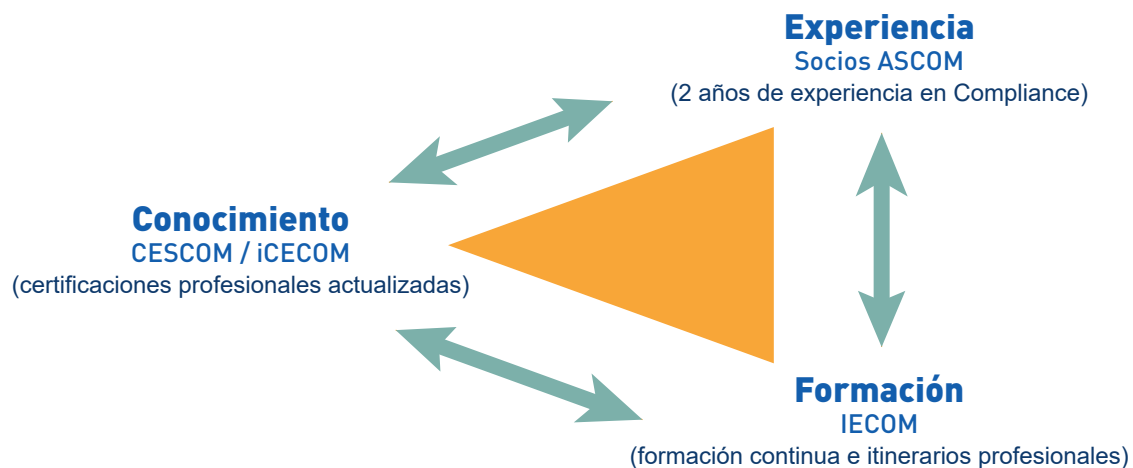 Experiencia
Socios ASCOM
(2 años de experiencia en Compliance)
Conocimiento
CESCOM / iCECOM
(certificaciones profesionales actualizadas)
Formación
IECOM
(formación continua e itinerarios profesionales)